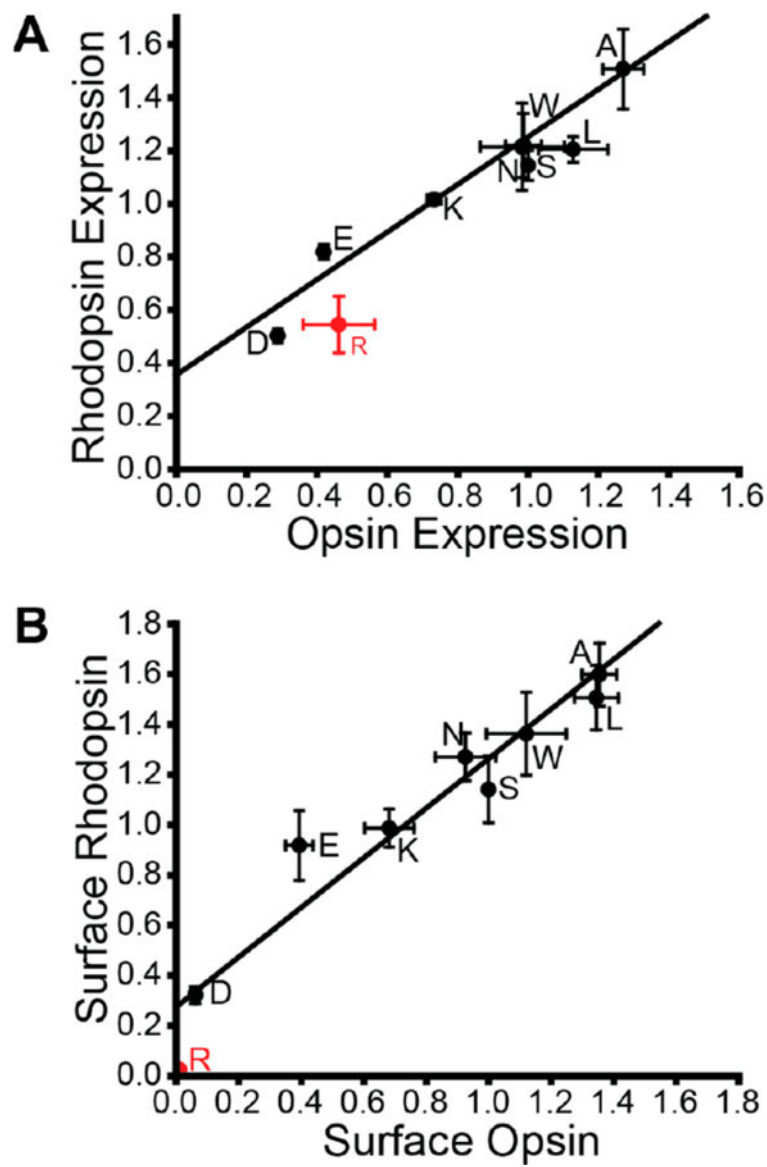 A
Rhodopsin Expression
1.6
1.4
1.2
1.0
0.8
0.6
0.4
0.2
0.0
A
W
L
N
S
K
E
D
R
0.0 0.2 0.4 0.6 0.8 1.0 1.2 1.4 1.6
Opsin Expression
B
Surface Rhodopsin
1.8
1.6
1.4
1.2
1.0
0.8
0.6
0.4
0.2
0.0
A
L
N
W
S
E
K
D
R
0.0 0.2 0.4 0.6 0.8 1.0 1.2 1.4 1.6 1.8
Surface Opsin